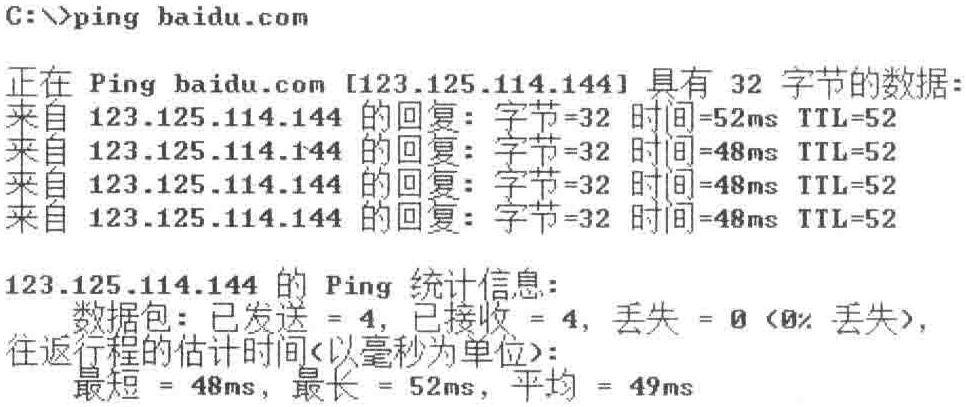 C:\>ping baidu.com
正在 Ping baidu.com [123.125.114.144] 具有 32 字节的数据:
来自 123.125.114.144 的回复: 字节=32 时间=52ms TTL=52
来自 123.125.114.144 的回复: 字节=32 时间=48ms TTL=52
来自 123.125.114.144 的回复: 字节=32 时间=48ms TTL=52
来自 123.125.114.144 的回复: 字节=32 时间=48ms TTL=52
123.125.114.144 的 Ping 统计信息:
数据包: 已发送 = 4, 已接收 = 4, 丢失 = 0 (0% 丢失),
往返行程的估计时间(以毫秒为单位):
最短 = 48ms, 最长 = 52ms, 平均 = 49ms